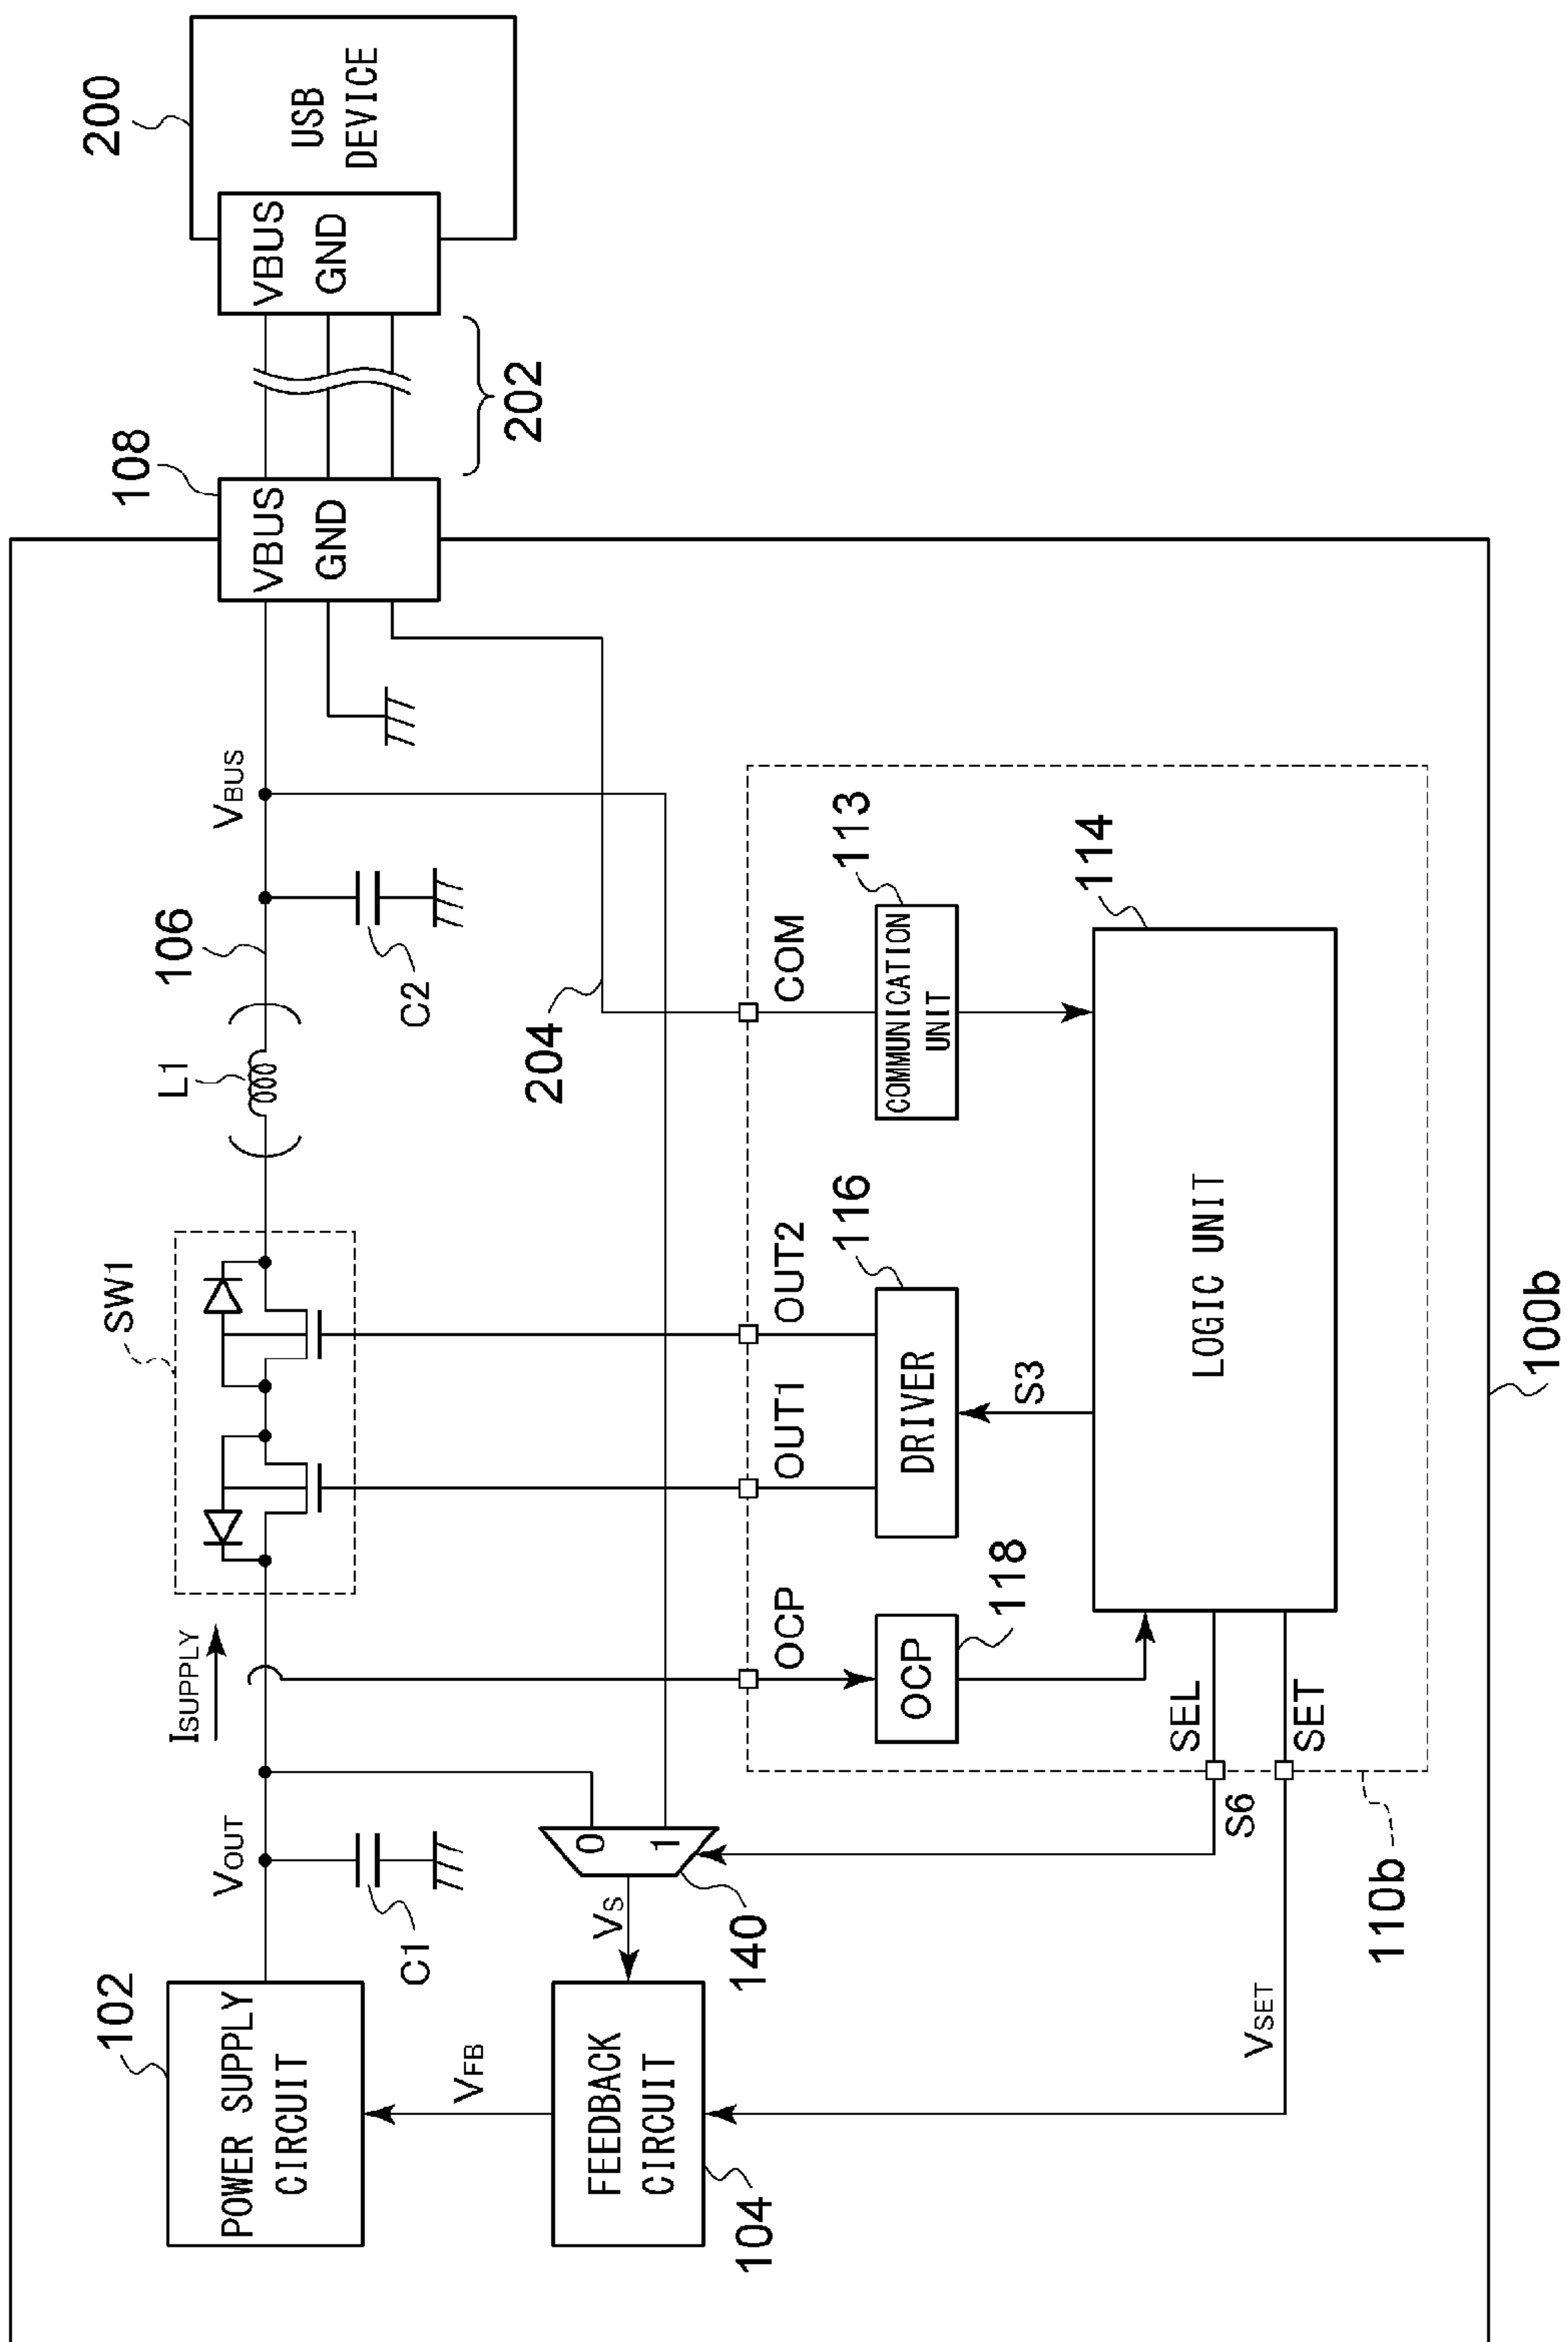 200
USB
DEVICE
VBUS
GND
202
108
VBUS
GND
VBUS
106
C2
L1
204
SW1
ISUPPLY
VOUT
C1
102
POWER SUPPLY
CIRCUIT
VFB
FEEDBACK
CIRCUIT
104
VS
0
1
140
OCP
OUT1
OUT2
COM
OCP
118
DRIVER
116
COMMUNICATION
UNIT
113
S3
LOGIC UNIT
114
SEL
S6
SET
VSET
110b
100b